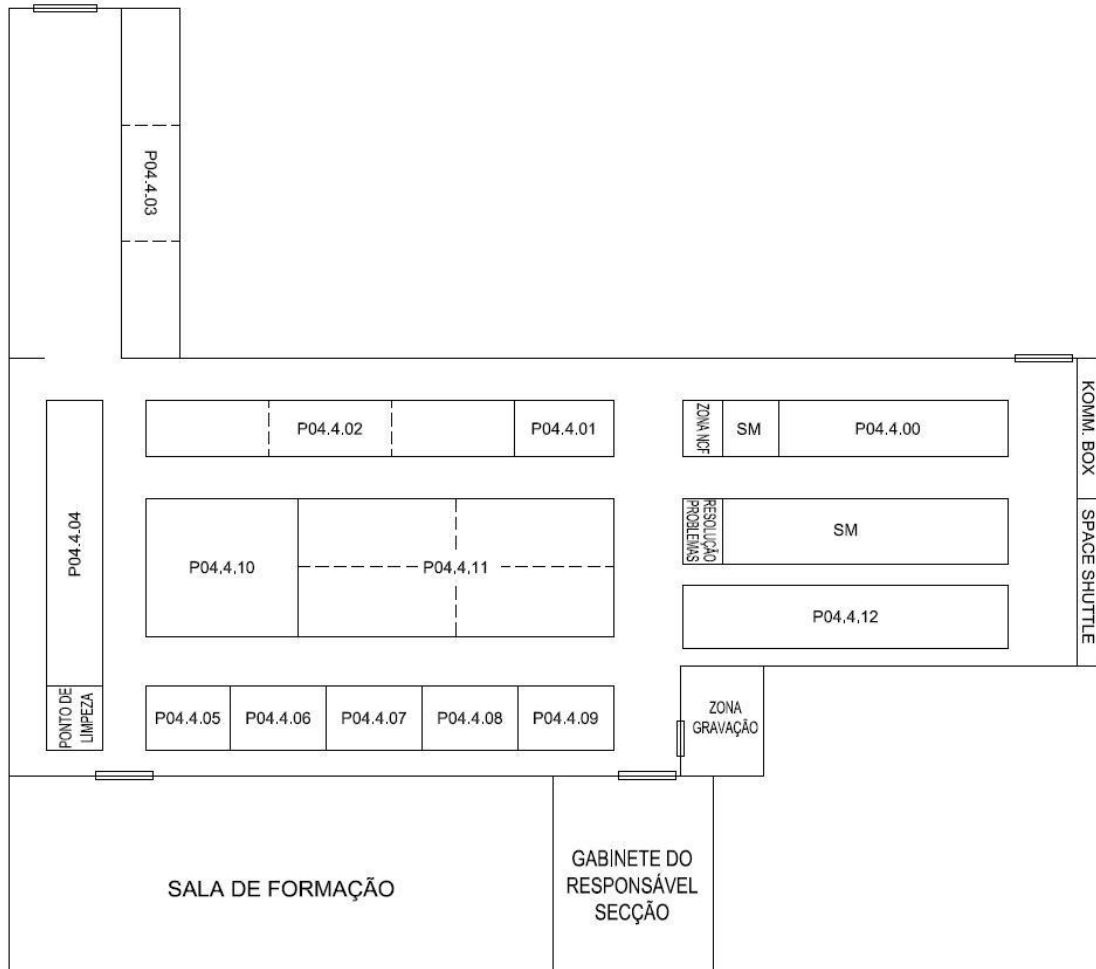 P04.4.03
KOMM. BOX
P04.4.02
P04.4.01
ZONA NCF
SM
P04.4.00
P04.4.04
P04,4,10
P04,4,11
RESOLUÇÃO
PROBLEMAS
SM
SPACE SHUTTLE
P04,4,12
PONTO DE
LIMPEZA
P04.4.05
P04.4.06
P04.4.07
P04.4.08
P04.4.09
ZONA
GRAVAÇÃO
SALA DE FORMAÇÃO
GABINETE DO
RESPONSÁVEL
SECÇÃO